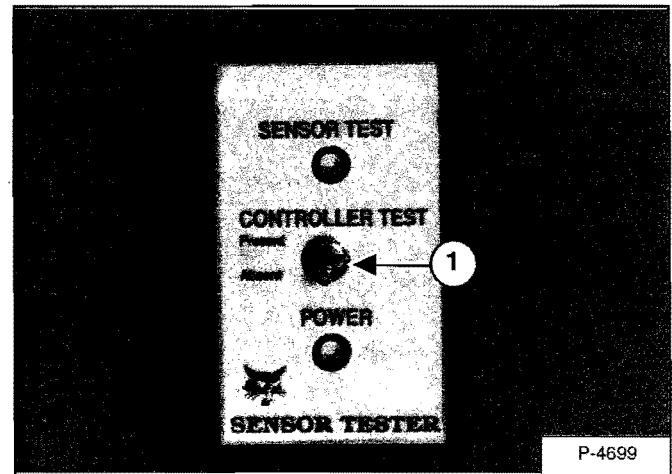 SENSOR TEST
CONTROLLER TEST
Present
1
Absent
POWER
SENSOR TESTER
P-4699